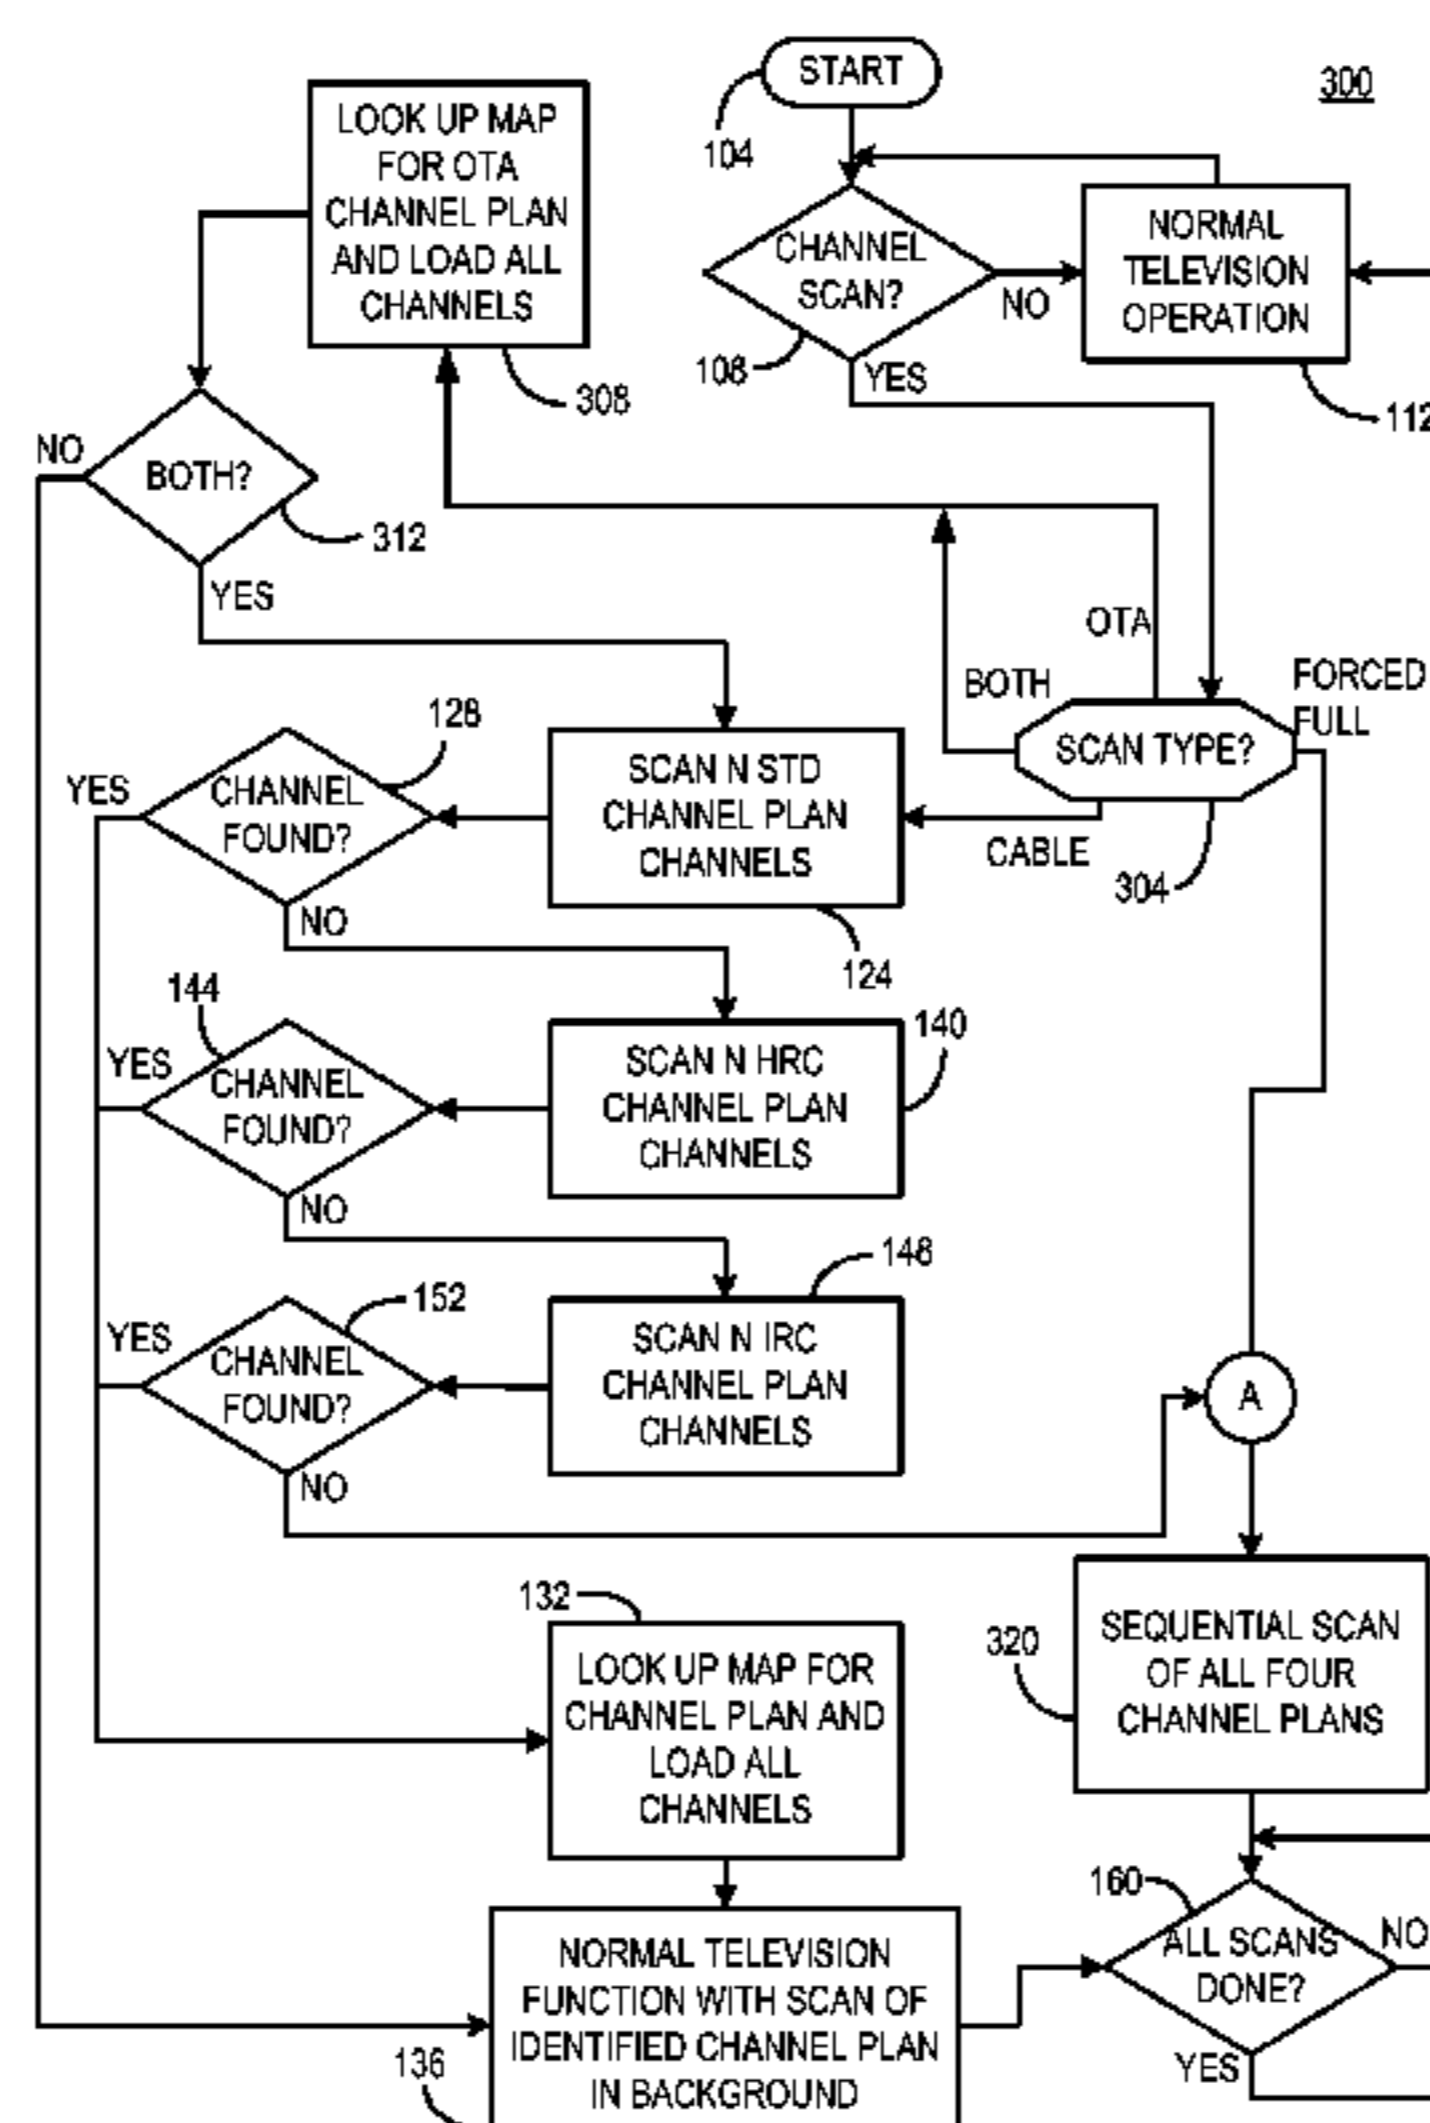 START
300
104
LOOK UP MAP
FOR OTA
CHANNEL PLAN
AND LOAD ALL
CHANNELS
308
CHANNEL
SCAN?
108
NO
YES
NORMAL
TELEVISION
OPERATION
112
NO
BOTH?
312
YES
OTA
BOTH
FORCED
FULL
SCAN TYPE?
CABLE
304
128
YES
CHANNEL
FOUND?
NO
SCAN N STD
CHANNEL PLAN
CHANNELS
124
144
YES
CHANNEL
FOUND?
NO
SCAN N HRC
CHANNEL PLAN
CHANNELS
140
148
152
YES
CHANNEL
FOUND?
NO
SCAN N IRC
CHANNEL PLAN
CHANNELS
A
132
LOOK UP MAP FOR
CHANNEL PLAN AND
LOAD ALL
CHANNELS
320
SEQUENTIAL SCAN
OF ALL FOUR
CHANNEL PLANS
160
ALL SCANS
DONE?
NO
YES
NORMAL TELEVISION
FUNCTION WITH SCAN OF
IDENTIFIED CHANNEL PLAN
IN BACKGROUND
136